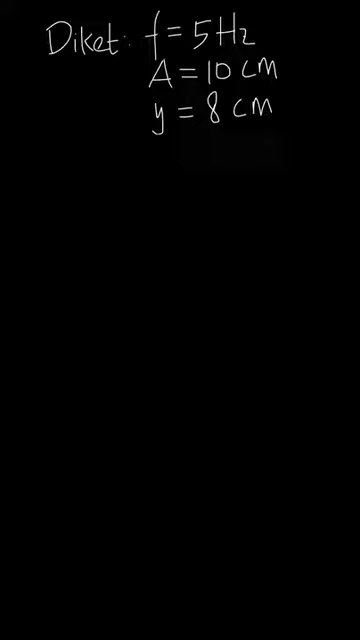 Diket: f = 5 Hz
A = 10 cm
y = 8 cm